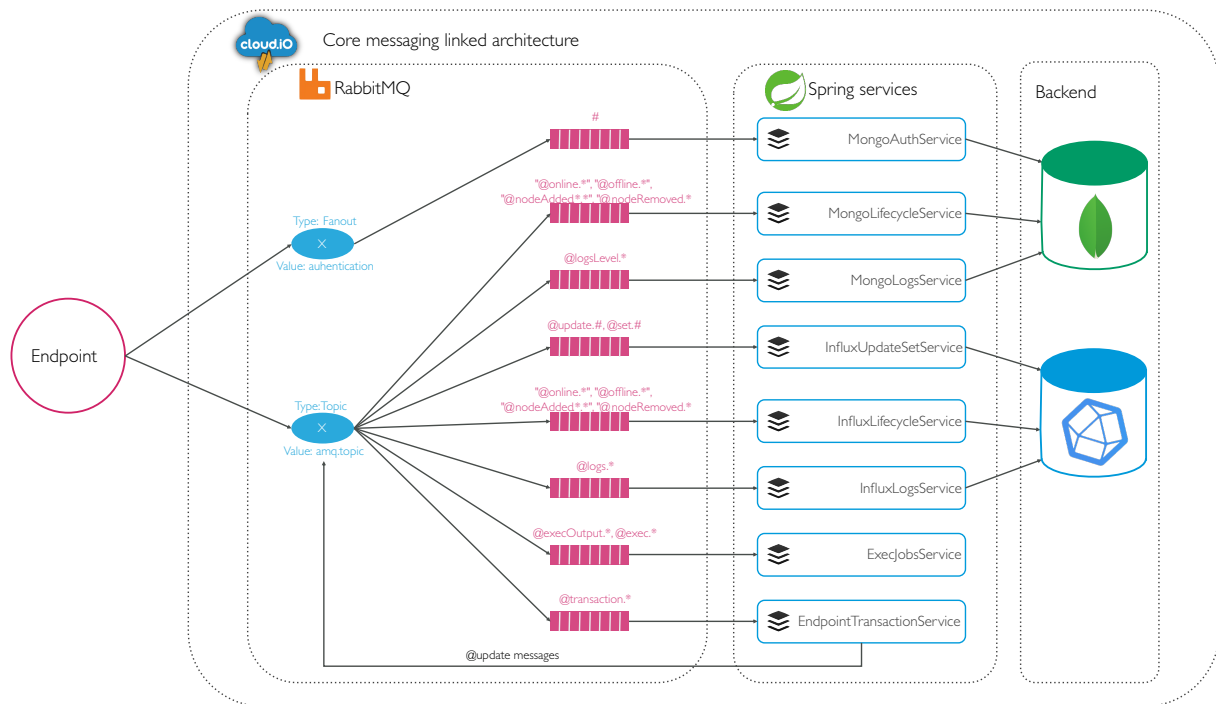 cloud.iO
Core messaging linked architecture
RabbitMQ
Spring services
Backend
#
MongoAuthService
"@online.*", "@offline.*",
"@nodeAdded.*.*", "@nodeRemoved.*
MongoLifecycleService
Type: Fanout
X
Value: auhentication
@logsLevel.*
MongoLogsService
Endpoint
@update.#, @set.#
InfluxUpdateSetService
"@online.*", "@offline.*",
"@nodeAdded.*.*", "@nodeRemoved.*
InfluxLifecycleService
Type:Topic
X
Value: amq.topic
@logs.*
InfluxLogsService
@execOutput.*, @exec.*
ExecJobsService
@transaction.*
EndpointTransactionService
@update messages